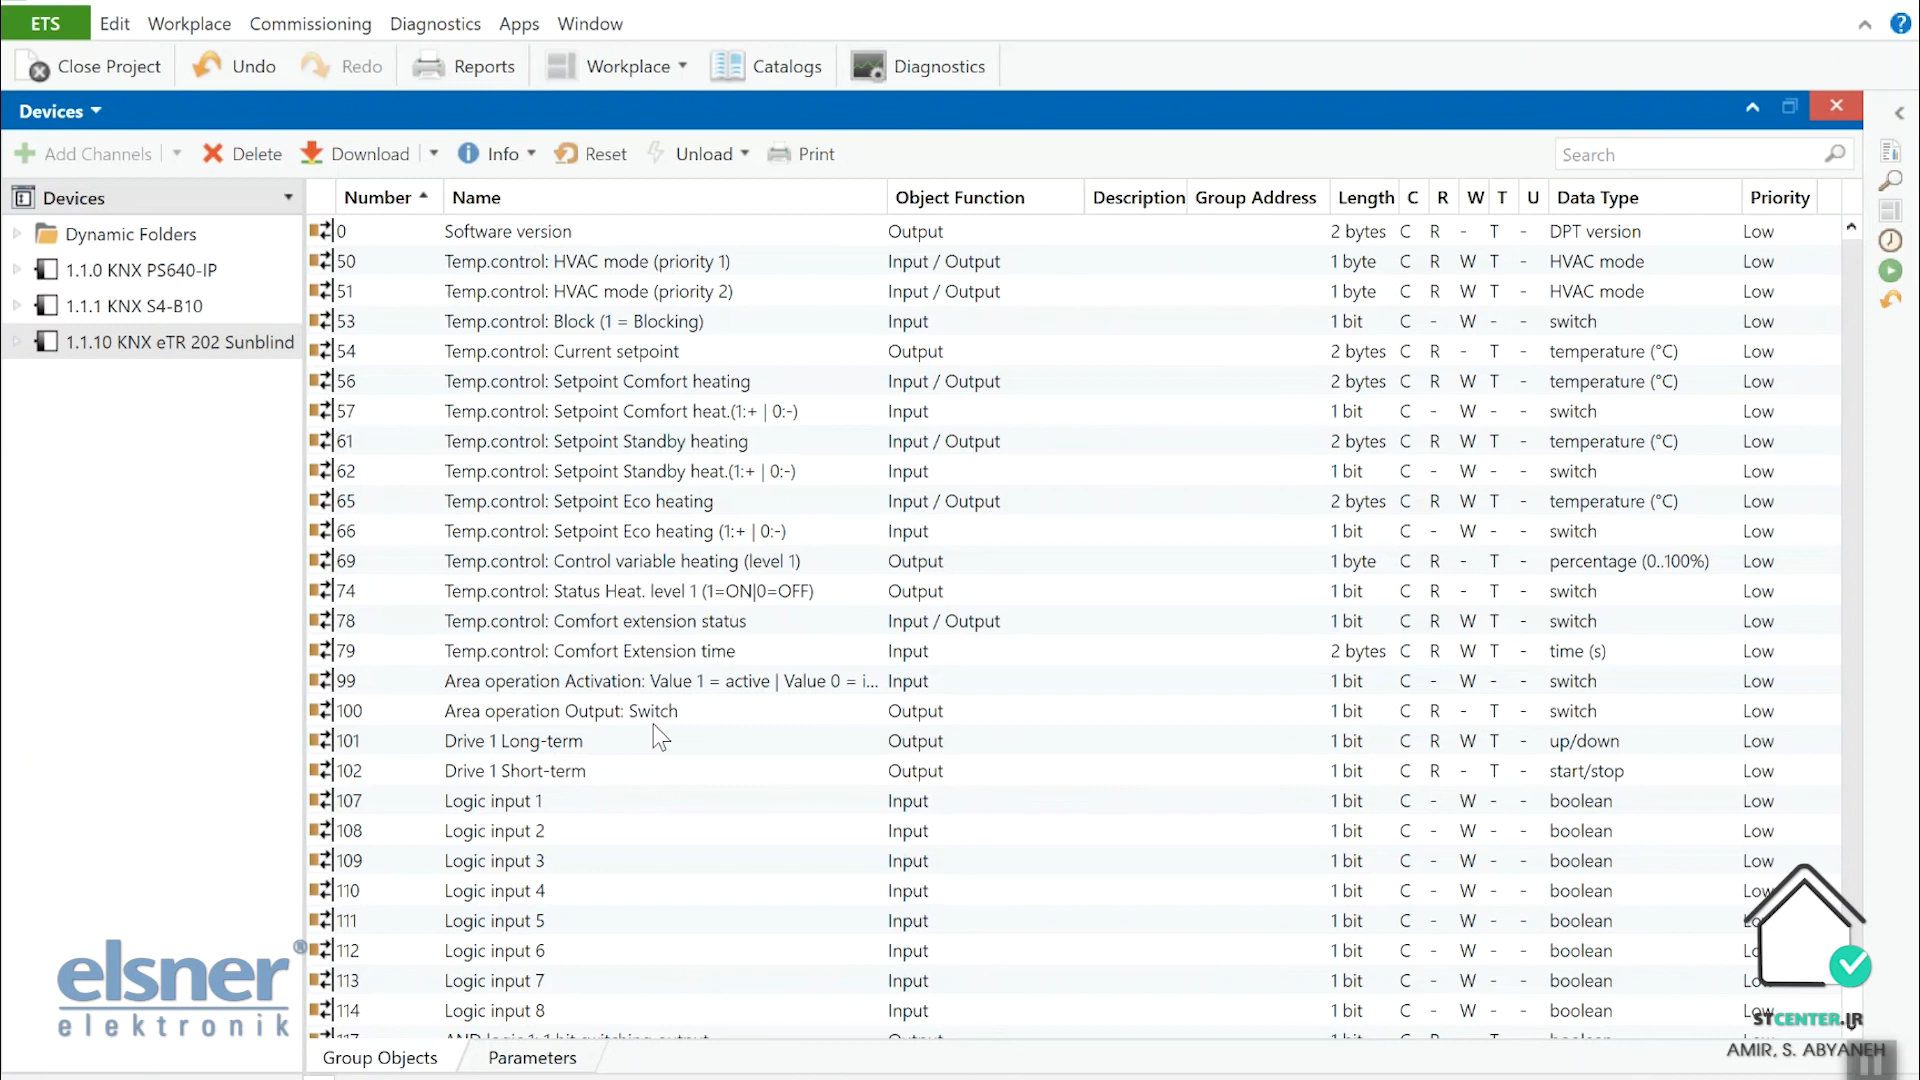 ETS Edit Workplace Commissioning Diagnostics Apps Window ?
Close Project Undo Redo Reports Workplace Catalogs Diagnostics
Devices
Add Channels Delete Download Info Reset Unload Print Search
Devices
Dynamic Folders
1.1.0 KNX PS640-IP
1.1.1 KNX S4-B10
1.1.10 KNX eTR 202 Sunblind
Number Name Object Function Description Group Address Length C R W T U Data Type Priority
0 Software version Output 2 bytes C R - T - DPT version Low
50 Temp.control: HVAC mode (priority 1) Input / Output 1 byte C R W T - HVAC mode Low
51 Temp.control: HVAC mode (priority 2) Input / Output 1 byte C R W T - HVAC mode Low
53 Temp.control: Block (1 = Blocking) Input 1 bit C - W - - switch Low
54 Temp.control: Current setpoint Output 2 bytes C R - T - temperature (°C) Low
56 Temp.control: Setpoint Comfort heating Input / Output 2 bytes C R W T - temperature (°C) Low
57 Temp.control: Setpoint Comfort heat.(1:+ | 0:-) Input 1 bit C - W - - switch Low
61 Temp.control: Setpoint Standby heating Input / Output 2 bytes C R W T - temperature (°C) Low
62 Temp.control: Setpoint Standby heat.(1:+ | 0:-) Input 1 bit C - W - - switch Low
65 Temp.control: Setpoint Eco heating Input / Output 2 bytes C R W T - temperature (°C) Low
66 Temp.control: Setpoint Eco heating (1:+ | 0:-) Input 1 bit C - W - - switch Low
69 Temp.control: Control variable heating (level 1) Output 1 byte C R - T - percentage (0..100%) Low
74 Temp.control: Status Heat. level 1 (1=ON|0=OFF) Output 1 bit C R - T - switch Low
78 Temp.control: Comfort extension status Input / Output 1 bit C R W T - switch Low
79 Temp.control: Comfort Extension time Input 2 bytes C R W T - time (s) Low
99 Area operation Activation: Value 1 = active | Value 0 = i... Input 1 bit C - W - - switch Low
100 Area operation Output: Switch Output 1 bit C R - T - switch Low
101 Drive 1 Long-term Output 1 bit C R W T - up/down Low
102 Drive 1 Short-term Output 1 bit C R - T - start/stop Low
107 Logic input 1 Input 1 bit C - W - - boolean Low
108 Logic input 2 Input 1 bit C - W - - boolean Low
109 Logic input 3 Input 1 bit C - W - - boolean Low
110 Logic input 4 Input 1 bit C - W - - boolean Low
111 Logic input 5 Input 1 bit C - W - - boolean
112 Logic input 6 Input 1 bit C - W - - boolean
113 Logic input 7 Input 1 bit C - W - - boolean
114 Logic input 8 Input 1 bit C - W - - boolean
Group Objects Parameters
elsner®
elektronik
STCENTER.IR
AMIR, S. ABYANEH